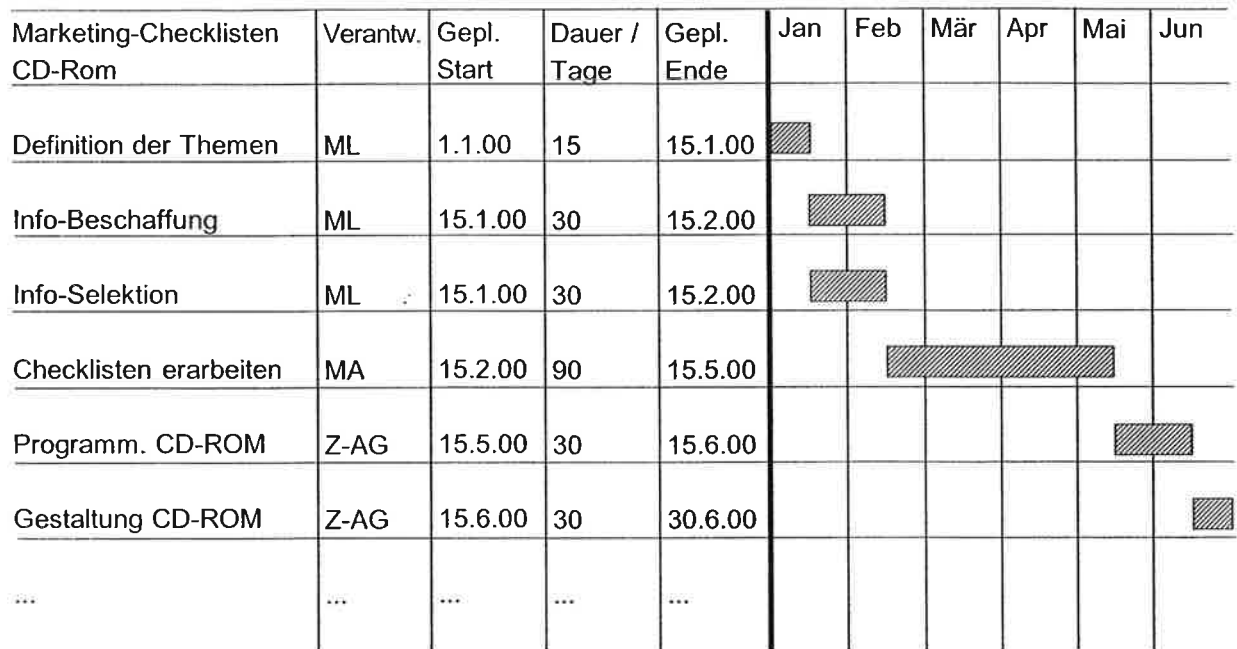 Marketing-Checklisten CD-Rom Verantw. Gepl. Start Dauer / Tage Gepl. Ende Jan Feb Mär Apr Mai Jun
Definition der Themen ML 1.1.00 15 15.1.00
Info-Beschaffung ML 15.1.00 30 15.2.00
Info-Selektion ML 15.1.00 30 15.2.00
Checklisten erarbeiten MA 15.2.00 90 15.5.00
Programm. CD-ROM Z-AG 15.5.00 30 15.6.00
Gestaltung CD-ROM Z-AG 15.6.00 30 30.6.00
... ... ... ... ...